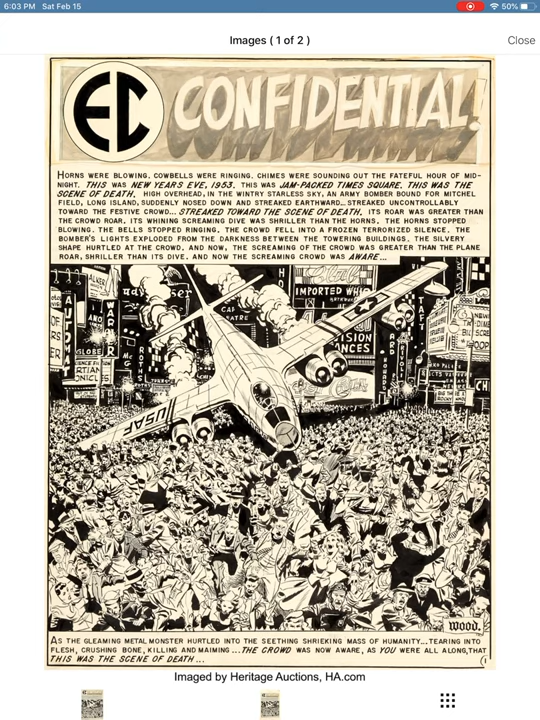 6:03 PM Sat Feb 15
50%
Images ( 1 of 2 )
Close
EC CONFIDENTIAL!
HORNS WERE BLOWING. COWBELLS WERE RINGING. CHIMES WERE SOUNDING OUT THE FATEFUL HOUR OF MID-
NIGHT. THIS WAS NEW YEARS EVE, 1953. THIS WAS JAM-PACKED TIMES SQUARE. THIS WAS THE
SCENE OF DEATH. HIGH OVERHEAD, IN THE WINTRY STARLESS SKY, AN ARMY BOMBER BOUND FOR MITCHEL
FIELD, LONG ISLAND, SUDDENLY NOSED DOWN AND STREAKED EARTHWARD... STREAKED UNCONTROLLABLY
TOWARD THE FESTIVE CROWD... STREAKED TOWARD THE SCENE OF DEATH. ITS ROAR WAS GREATER THAN
THE CROWD ROAR. ITS WHINING SCREAMING DIVE WAS SHRILLER THAN THE HORNS. THE HORNS STOPPED
BLOWING. THE BELLS STOPPED RINGING. THE CROWD FELL INTO A FROZEN TERRORIZED SILENCE. THE
BOMBER'S LIGHTS EXPLODED FROM THE DARKNESS BETWEEN THE TOWERING BUILDINGS. THE SILVERY
SHAPE HURTLED AT THE CROWD. AND NOW, THE SCREAMING OF THE CROWD WAS GREATER THAN THE PLANE
ROAR, SHRILLER THAN ITS DIVE. AND NOW THE SCREAMING CROWD WAS AWARE...
IMPORTED
USAF
WOOD.
AS THE GLEAMING METAL MONSTER HURTLED INTO THE SEETHING SHRIEKING MASS OF HUMANITY... TEARING INTO
FLESH, CRUSHING BONE, KILLING AND MAIMING... THE CROWD WAS NOW AWARE, AS YOU WERE ALL ALONG, THAT
THIS WAS THE SCENE OF DEATH...
1
Imaged by Heritage Auctions, HA.com